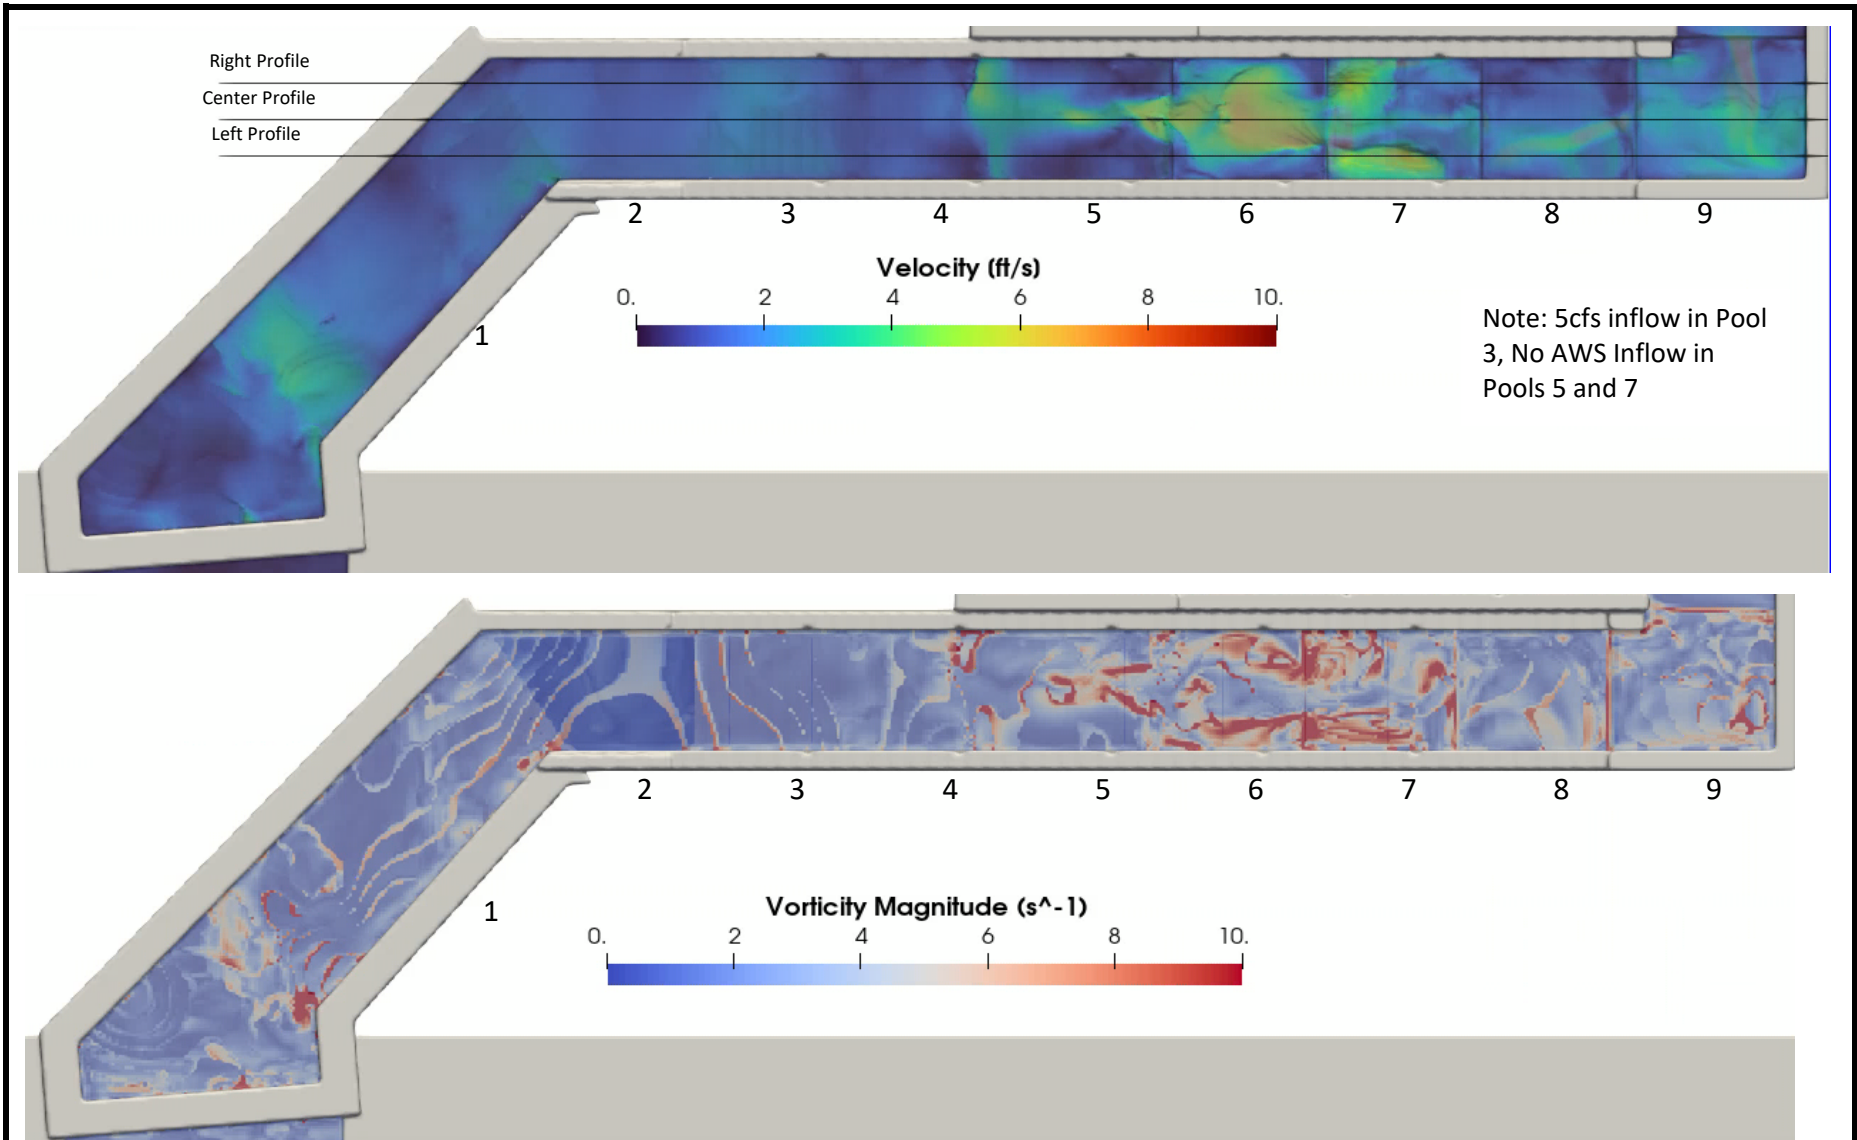 Right Profile
Center Profile
Left Profile
2 3 4 5 6 7 8 9
Velocity (ft/s)
0. 2 4 6 8 10.
1
Note: 5cfs inflow in Pool
3, No AWS Inflow in
Pools 5 and 7
2 3 4 5 6 7 8 9
1
Vorticity Magnitude (s^-1)
0. 2 4 6 8 10.